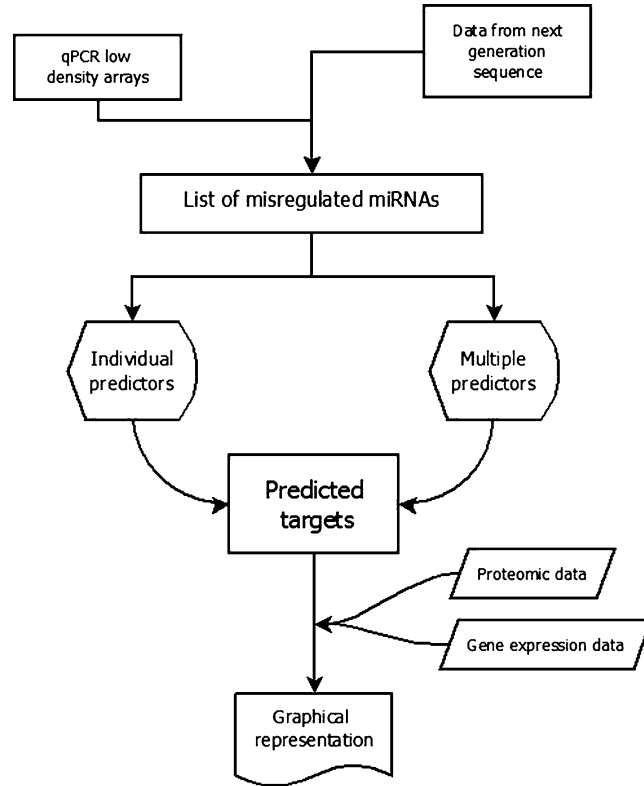 qPCR low
density arrays
Data from next
generation
sequence
List of misregulated miRNAs
Individual
predictors
Multiple
predictors
Predicted
targets
Proteomic data
Gene expression data
Graphical
representation